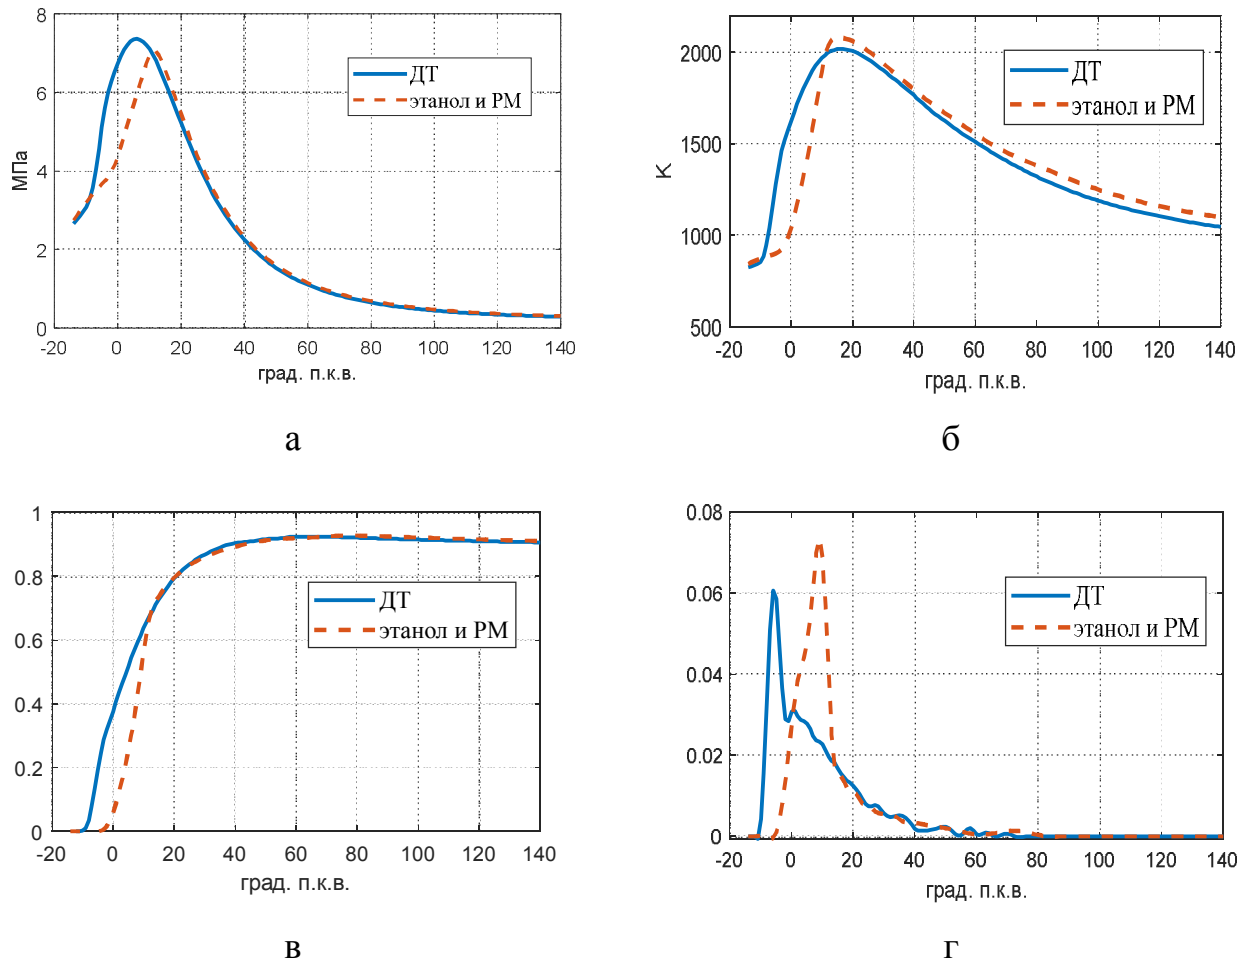 8
6
4
2
0
МПа
-20 0 20 40 60 80 100 120 140
град. п.к.в.
ДТ
этанол и РМ
а
2000
1500
1000
500
К
-20 0 20 40 60 80 100 120 140
град. п.к.в.
ДТ
этанол и РМ
б
1
0.8
0.6
0.4
0.2
0
-20 0 20 40 60 80 100 120 140
град. п.к.в.
ДТ
этанол и РМ
в
0.08
0.06
0.04
0.02
0
-20 0 20 40 60 80 100 120 140
град. п.к.в.
ДТ
этанол и РМ
г